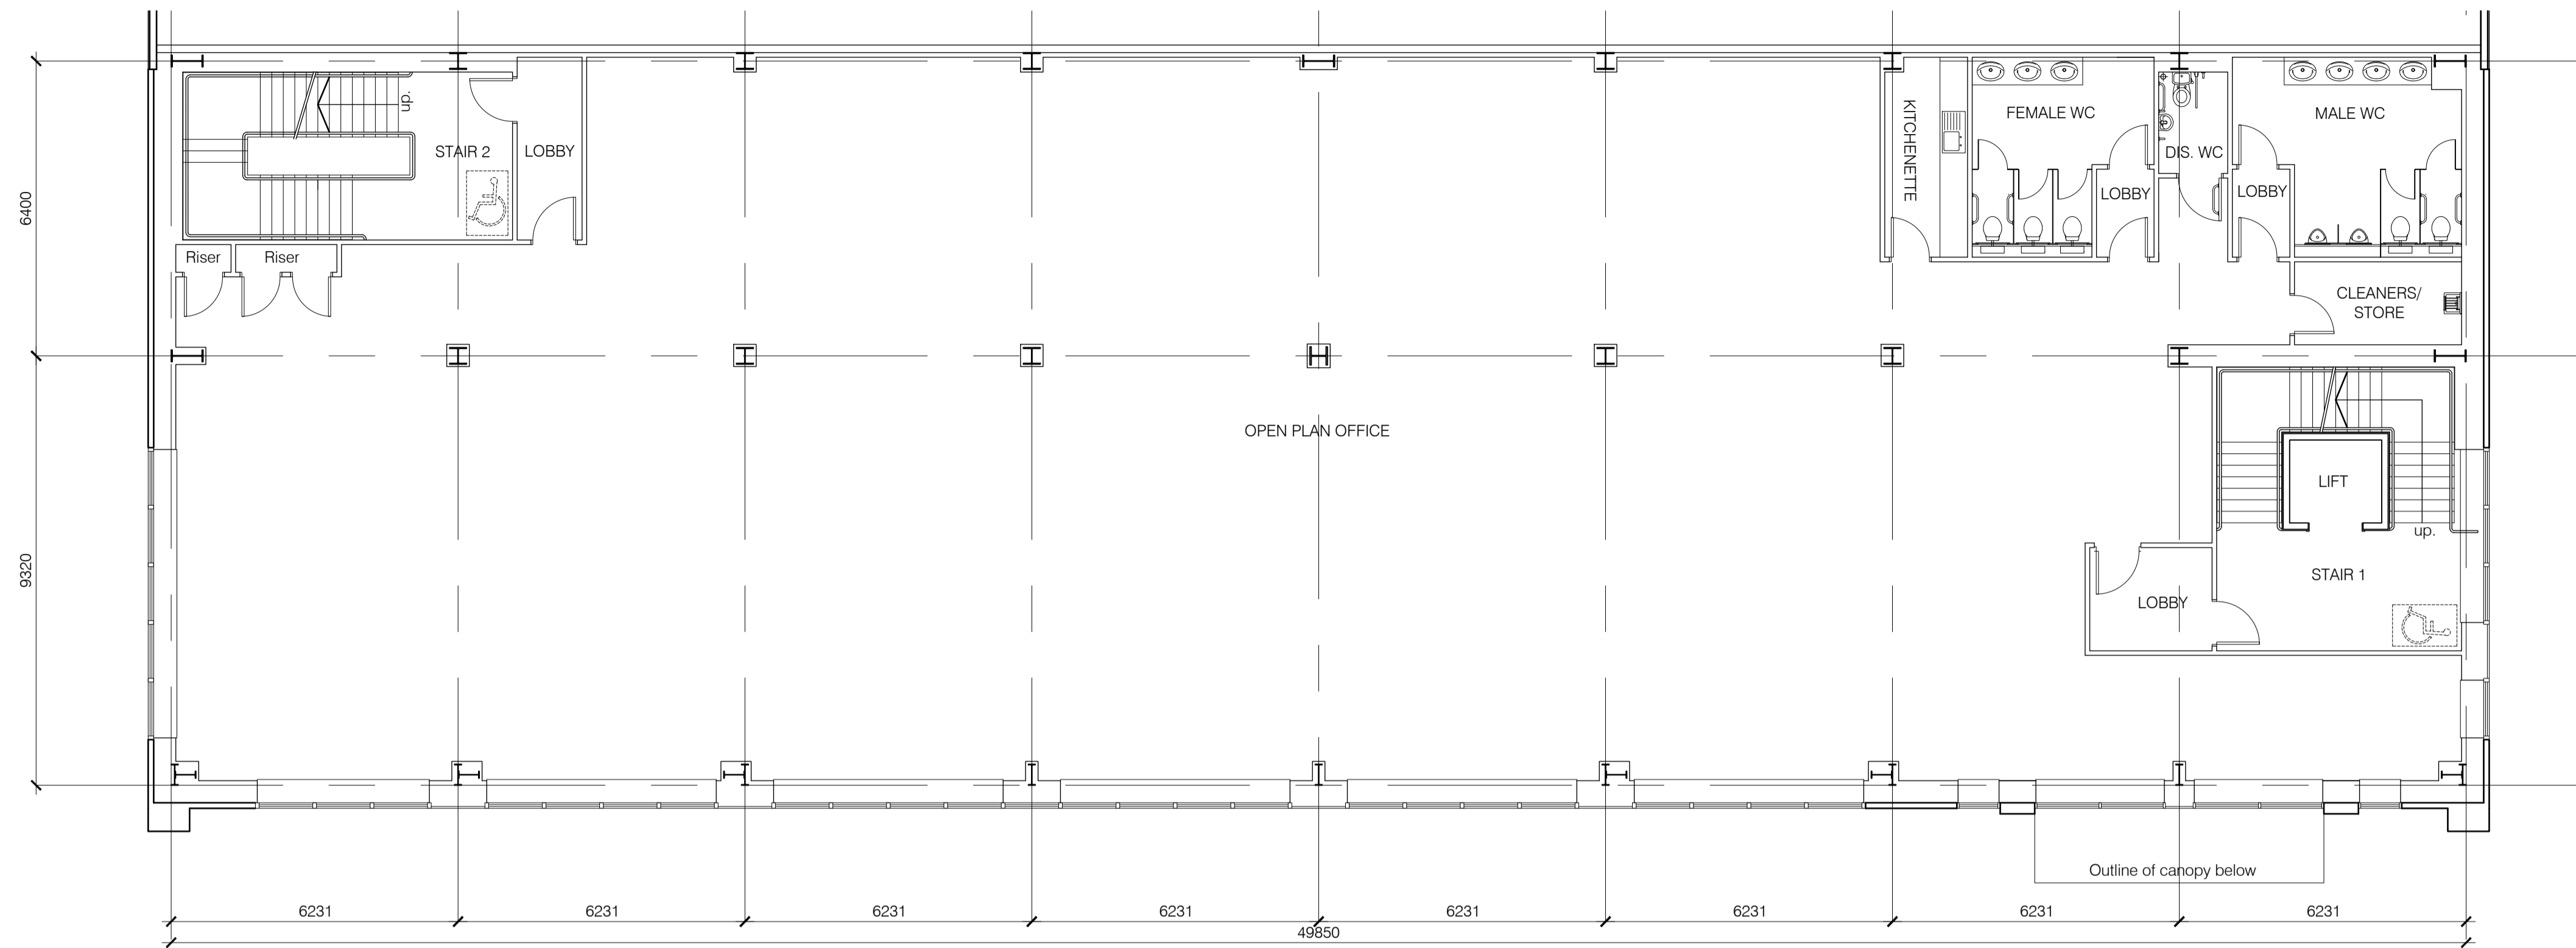 up.
KITCHENETTE
FEMALE WC
MALE WC
STAIR 2
LOBBY
DIS. WC
LOBBY
LOBBY
6400
Riser
Riser
CLEANERS/
STORE
OPEN PLAN OFFICE
LIFT
up.
9320
STAIR 1
LOBBY
Outline of canopy below
6231
6231
6231
6231
6231
6231
6231
6231
49850